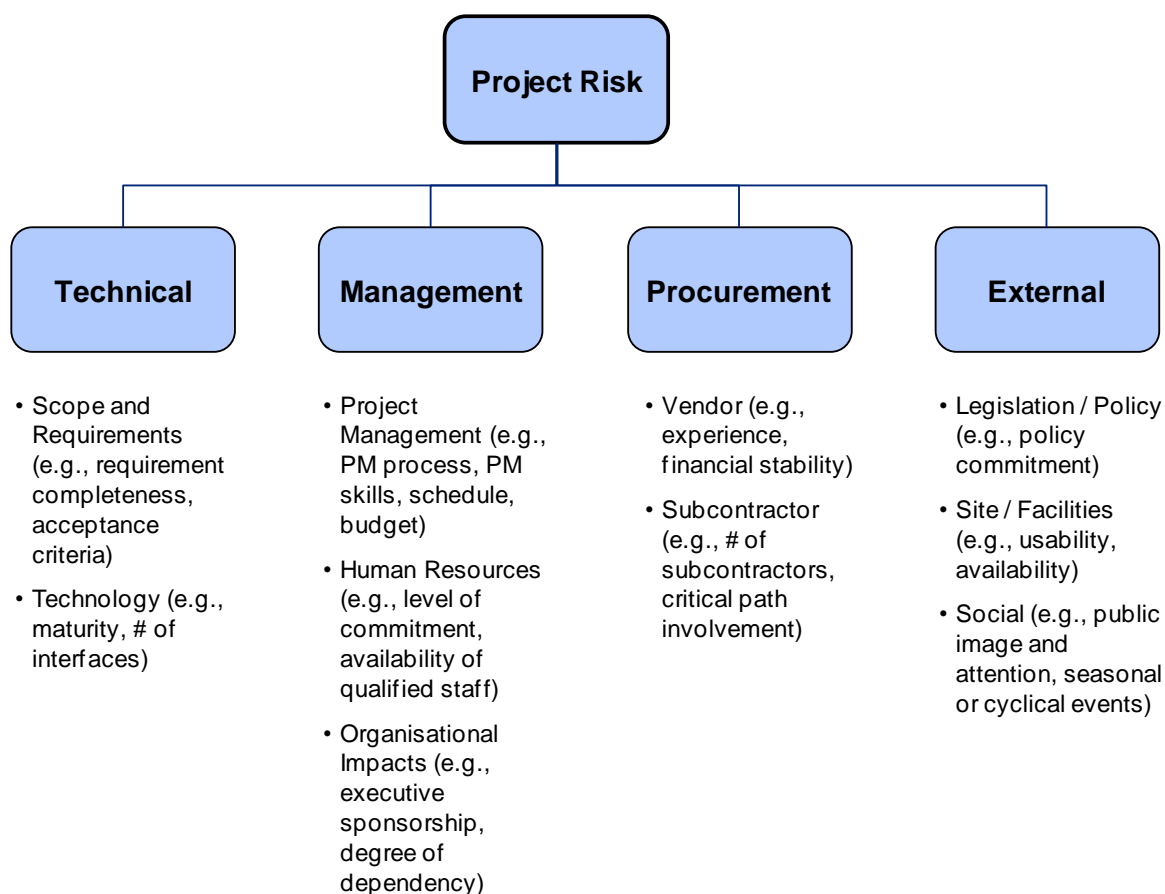 Project Risk
Technical
Management
Procurement
External
• Scope and
Requirements
(e.g., requirement
completeness,
acceptance
criteria)
• Technology (e.g.,
maturity, # of
interfaces)
• Project
Management (e.g.,
PM process, PM
skills, schedule,
budget)
• Human Resources
(e.g., level of
commitment,
availability of
qualified staff)
• Organisational
Impacts (e.g.,
executive
sponsorship,
degree of
dependency)
• Vendor (e.g.,
experience,
financial stability)
• Subcontractor
(e.g., # of
subcontractors,
critical path
involvement)
• Legislation / Policy
(e.g., policy
commitment)
• Site / Facilities
(e.g., usability,
availability)
• Social (e.g., public
image and
attention, seasonal
or cyclical events)